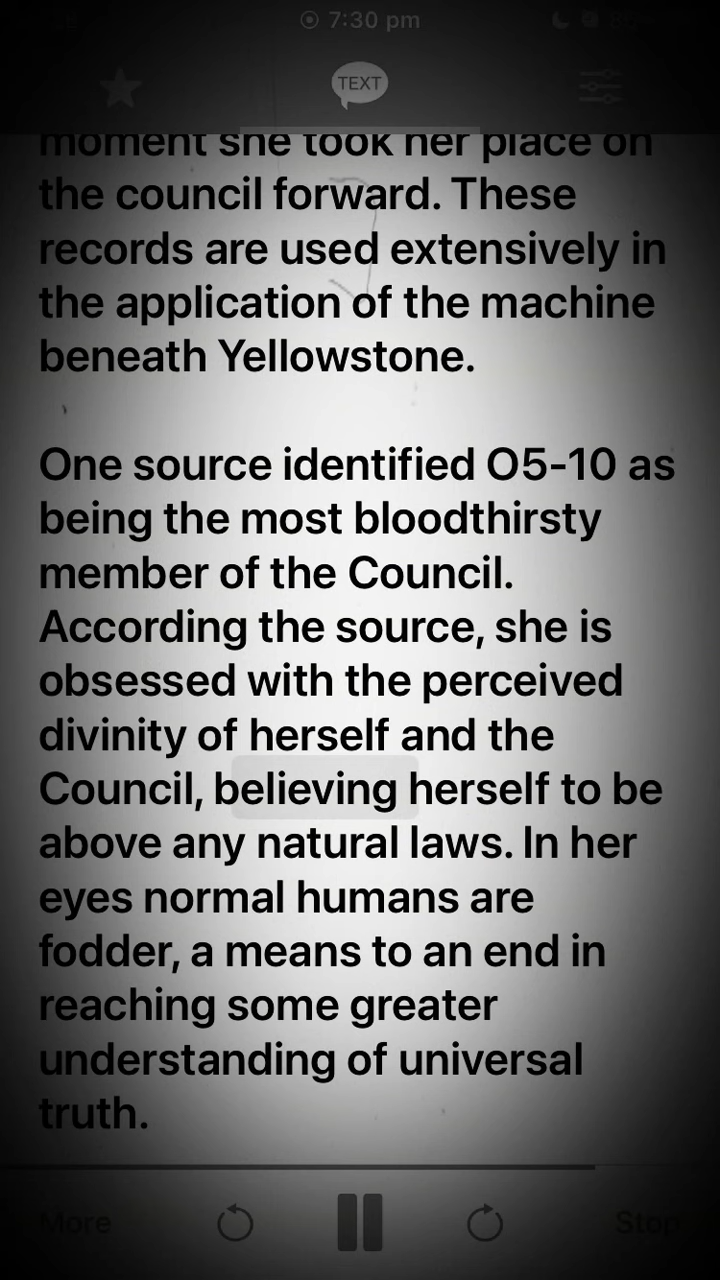 7:30 pm
TEXT
moment she took her place on
the council forward. These
records are used extensively in
the application of the machine
beneath Yellowstone.
One source identified O5-10 as
being the most bloodthirsty
member of the Council.
According the source, she is
obsessed with the perceived
divinity of herself and the
Council, believing herself to be
above any natural laws. In her
eyes normal humans are
fodder, a means to an end in
reaching some greater
understanding of universal
truth.
More
Stop